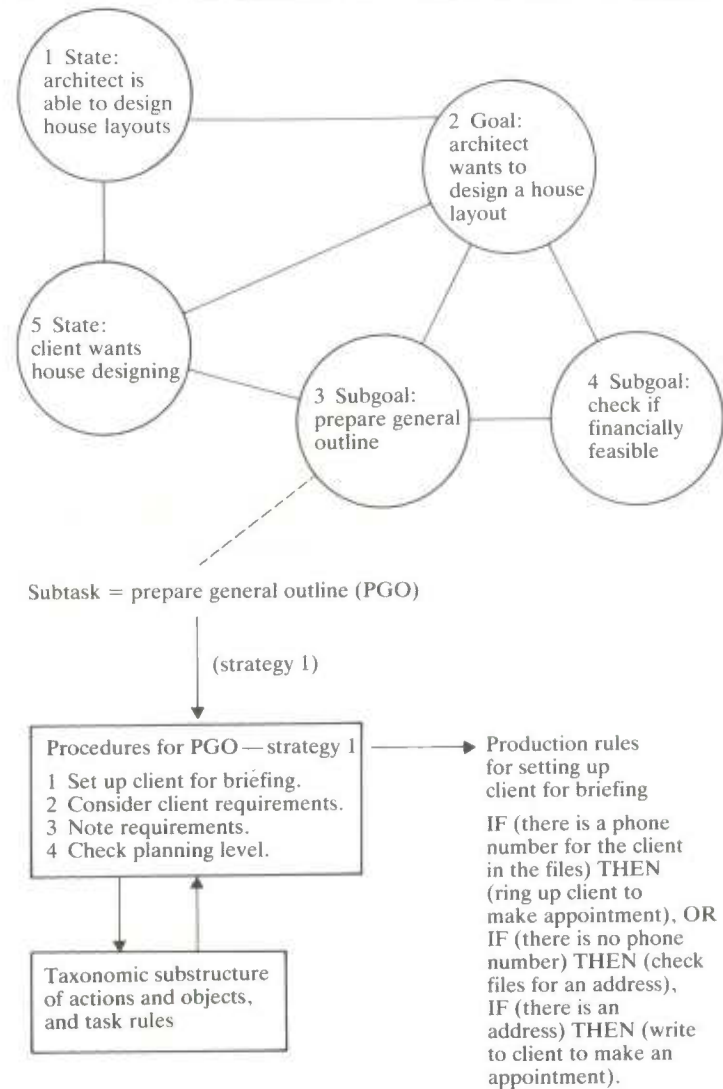 1 State:
architect is
able to design
house layouts
2 Goal:
architect
wants to
design a house
layout
5 State:
client wants
house designing
3 Subgoal:
prepare general
outline
4 Subgoal:
check if
financially
feasible
Subtask = prepare general outline (PGO)
(strategy 1)
Procedures for PGO — strategy 1
1 Set up client for briefing.
2 Consider client requirements.
3 Note requirements.
4 Check planning level.
Taxonomic substructure
of actions and objects,
and task rules
Production rules
for setting up
client for briefing
IF (there is a phone
number for the client
in the files) THEN
(ring up client to
make appointment), OR
IF (there is no phone
number) THEN (check
files for an address),
IF (there is an
address) THEN (write
to client to make an
appointment).